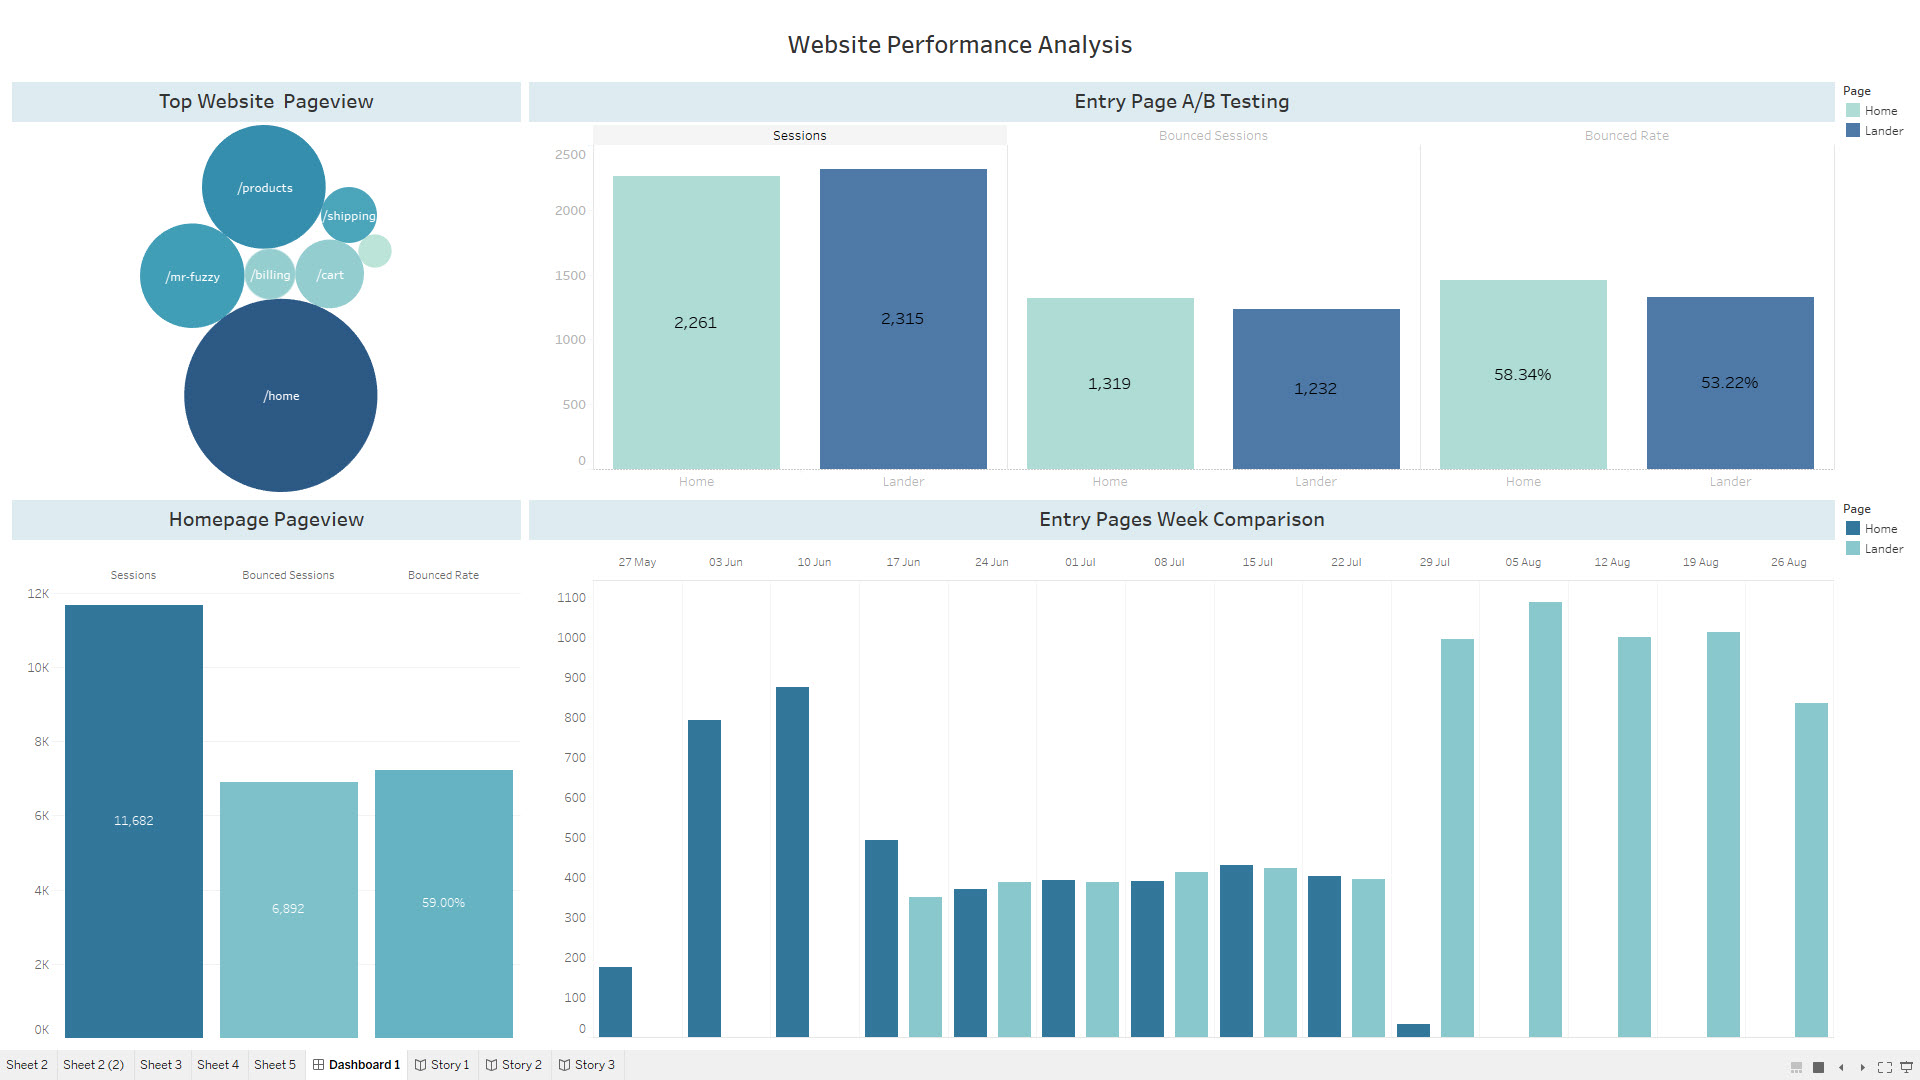 Website Performance Analysis
Top Website  Pageview
/products
/shipping
/mr-fuzzy
/billing
/cart
/home
Entry Page A/B Testing
Page
Home
Lander
Sessions
Bounced Sessions
Bounced Rate
2500
2000
1500
1000
500
0
2,261
2,315
1,319
1,232
58.34%
53.22%
Home
Lander
Home
Lander
Home
Lander
Homepage Pageview
Sessions
Bounced Sessions
Bounced Rate
12K
10K
8K
6K
4K
2K
0K
11,682
6,892
59.00%
Entry Pages Week Comparison
Page
Home
Lander
27 May
03 Jun
10 Jun
17 Jun
24 Jun
01 Jul
08 Jul
15 Jul
22 Jul
29 Jul
05 Aug
12 Aug
19 Aug
26 Aug
1100
1000
900
800
700
600
500
400
300
200
100
0
Sheet 2
Sheet 2 (2)
Sheet 3
Sheet 4
Sheet 5
Dashboard 1
Story 1
Story 2
Story 3